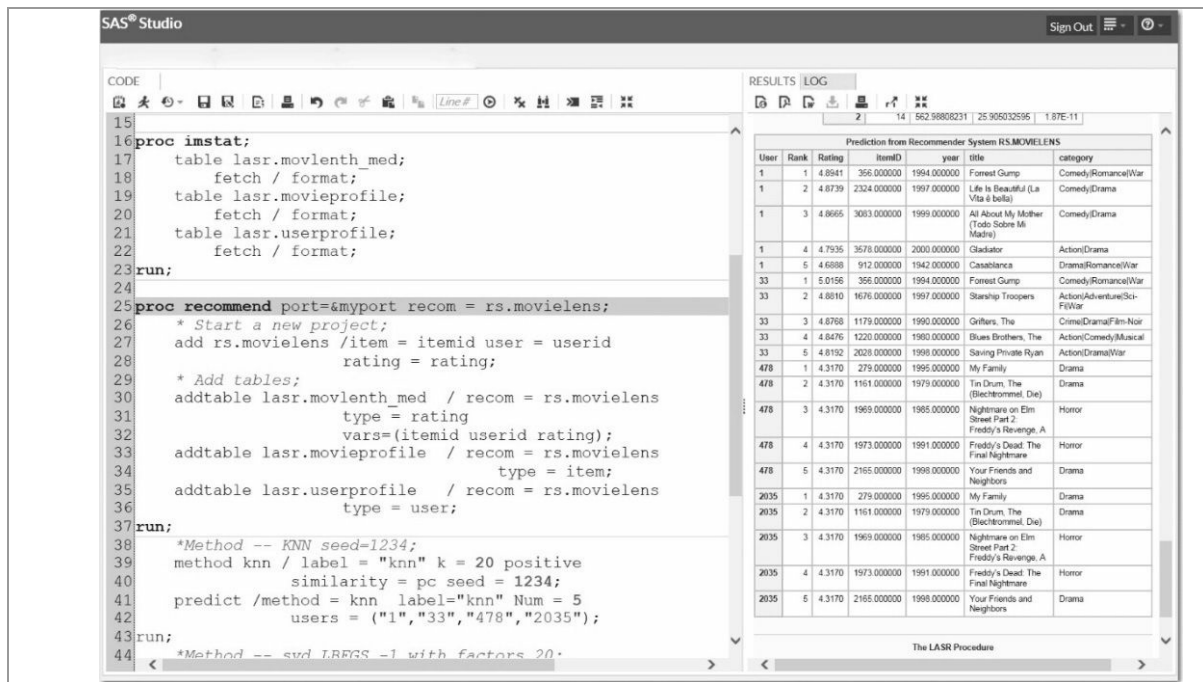 SAS® Studio
Sign Out
CODE
Line #
15
16 proc imstat;
17 table lasr.movlenth_med;
18 fetch / format;
19 table lasr.movieprofile;
20 fetch / format;
21 table lasr.userprofile;
22 fetch / format;
23 run;
24
25 proc recommend port=&myport recom = rs.movielens;
26 * Start a new project;
27 add rs.movielens /item = itemid user = userid
28 rating = rating;
29 * Add tables;
30 addtable lasr.movlenth_med / recom = rs.movielens
31 type = rating
32 vars=(itemid userid rating);
33 addtable lasr.movieprofile / recom = rs.movielens
34 type = item;
35 addtable lasr.userprofile / recom = rs.movielens
36 type = user;
37 run;
38 *Method -- KNN seed=1234;
39 method knn / label = "knn" k = 20 positive
40 similarity = pc seed = 1234;
41 predict /method = knn label="knn" Num = 5
42 users = ("1","33","478","2035");
43 run;
44 *Method -- svd LBFGS -1 with factors 20;
RESULTS LOG
2 14 562.98808231 25.905032595 1.87E-11
Prediction from Recommender System RS.MOVIELENS
User Rank Rating itemID year title category
1 1 4.8941 356.000000 1994.000000 Forrest Gump Comedy|Romance|War
1 2 4.8739 2324.000000 1997.000000 Life Is Beautiful (La Comedy|Drama
Vita è bella)
1 3 4.8665 3083.000000 1999.000000 All About My Mother Comedy|Drama
(Todo Sobre Mi
Madre)
1 4 4.7935 3578.000000 2000.000000 Gladiator Action|Drama
1 5 4.6888 912.000000 1942.000000 Casablanca Drama|Romance|War
33 1 5.0156 356.000000 1994.000000 Forrest Gump Comedy|Romance|War
33 2 4.8810 1676.000000 1997.000000 Starship Troopers Action|Adventure|Sci-
Fi|War
33 3 4.8768 1179.000000 1990.000000 Grifters, The Crime|Drama|Film-Noir
33 4 4.8476 1220.000000 1980.000000 Blues Brothers, The Action|Comedy|Musical
33 5 4.8192 2028.000000 1998.000000 Saving Private Ryan Action|Drama|War
478 1 4.3170 279.000000 1995.000000 My Family Drama
478 2 4.3170 1161.000000 1979.000000 Tin Drum, The Drama
(Blechtrommel, Die)
478 3 4.3170 1969.000000 1985.000000 Nightmare on Elm Horror
Street Part 2:
Freddy's Revenge, A
478 4 4.3170 1973.000000 1991.000000 Freddy's Dead: The Horror
Final Nightmare
478 5 4.3170 2165.000000 1998.000000 Your Friends and Drama
Neighbors
2035 1 4.3170 279.000000 1995.000000 My Family Drama
2035 2 4.3170 1161.000000 1979.000000 Tin Drum, The Drama
(Blechtrommel, Die)
2035 3 4.3170 1969.000000 1985.000000 Nightmare on Elm Horror
Street Part 2:
Freddy's Revenge, A
2035 4 4.3170 1973.000000 1991.000000 Freddy's Dead: The Horror
Final Nightmare
2035 5 4.3170 2165.000000 1998.000000 Your Friends and Drama
Neighbors
The LASR Procedure